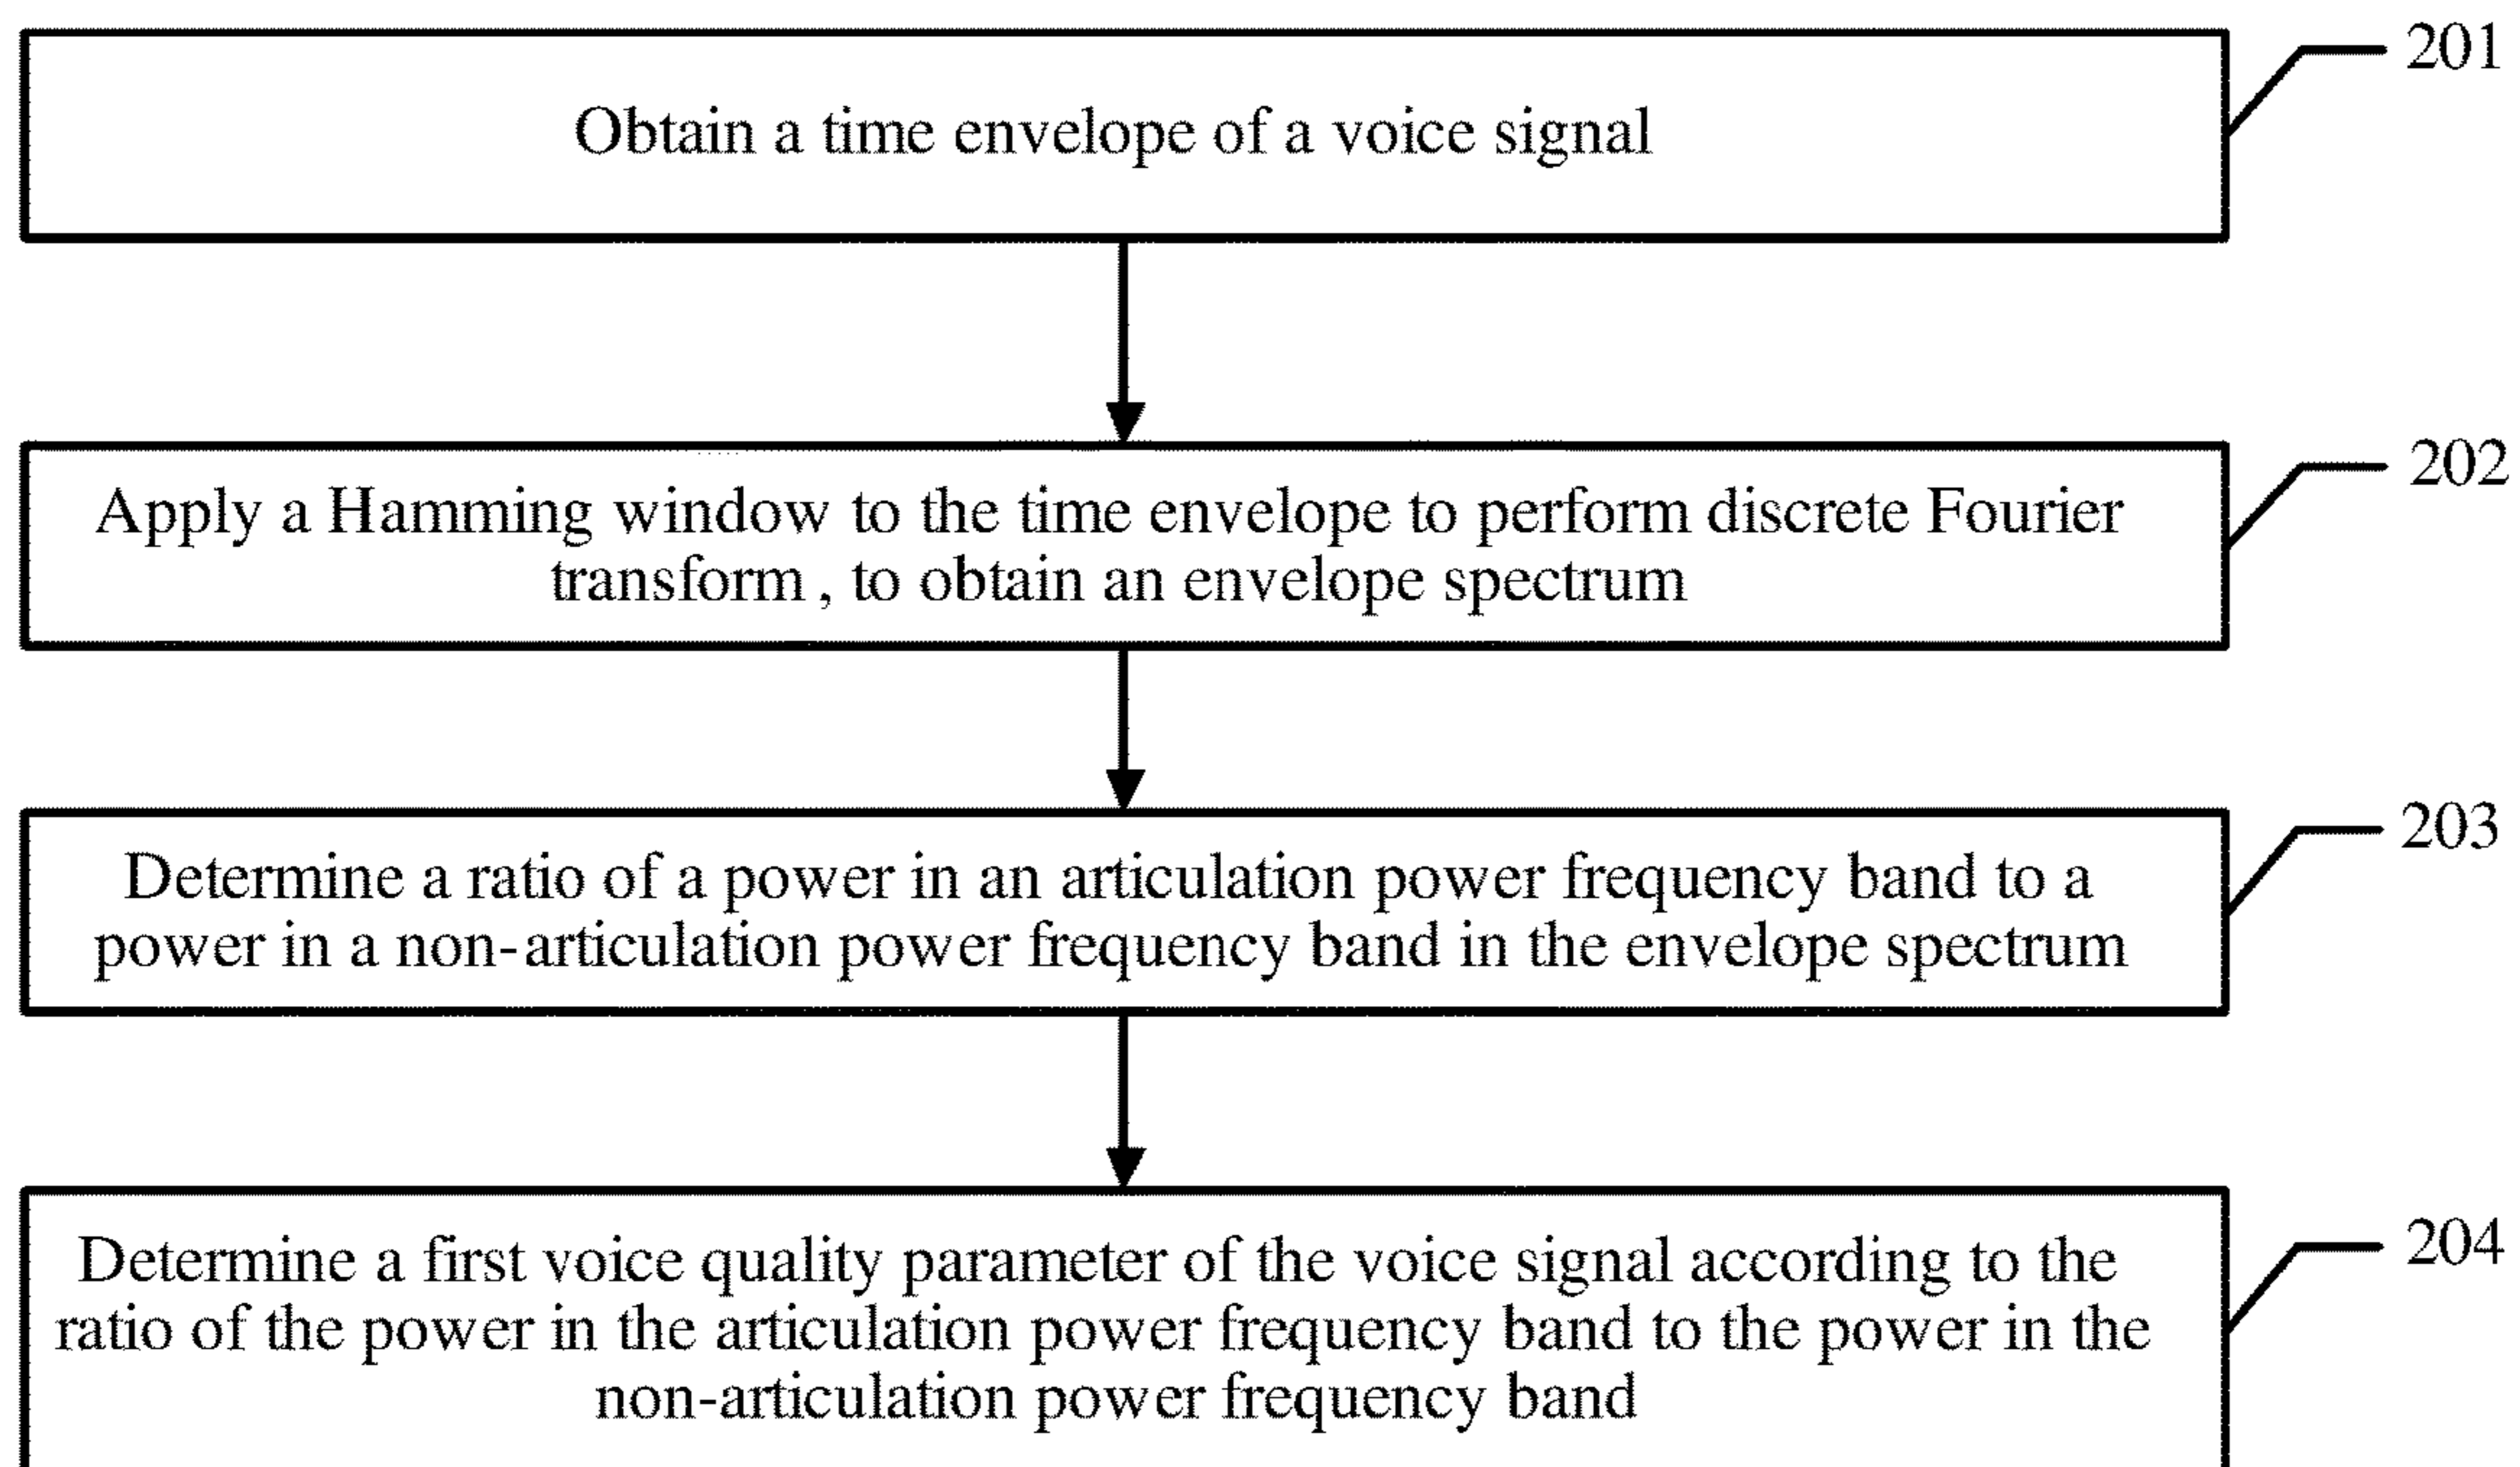 201
Obtain a time envelope of a voice signal
202
Apply a Hamming window to the time envelope to perform discrete Fourier
transform, to obtain an envelope spectrum
203
Determine a ratio of a power in an articulation power frequency band to a
power in a non-articulation power frequency band in the envelope spectrum
204
Determine a first voice quality parameter of the voice signal according to the
ratio of the power in the articulation power frequency band to the power in the
non-articulation power frequency band